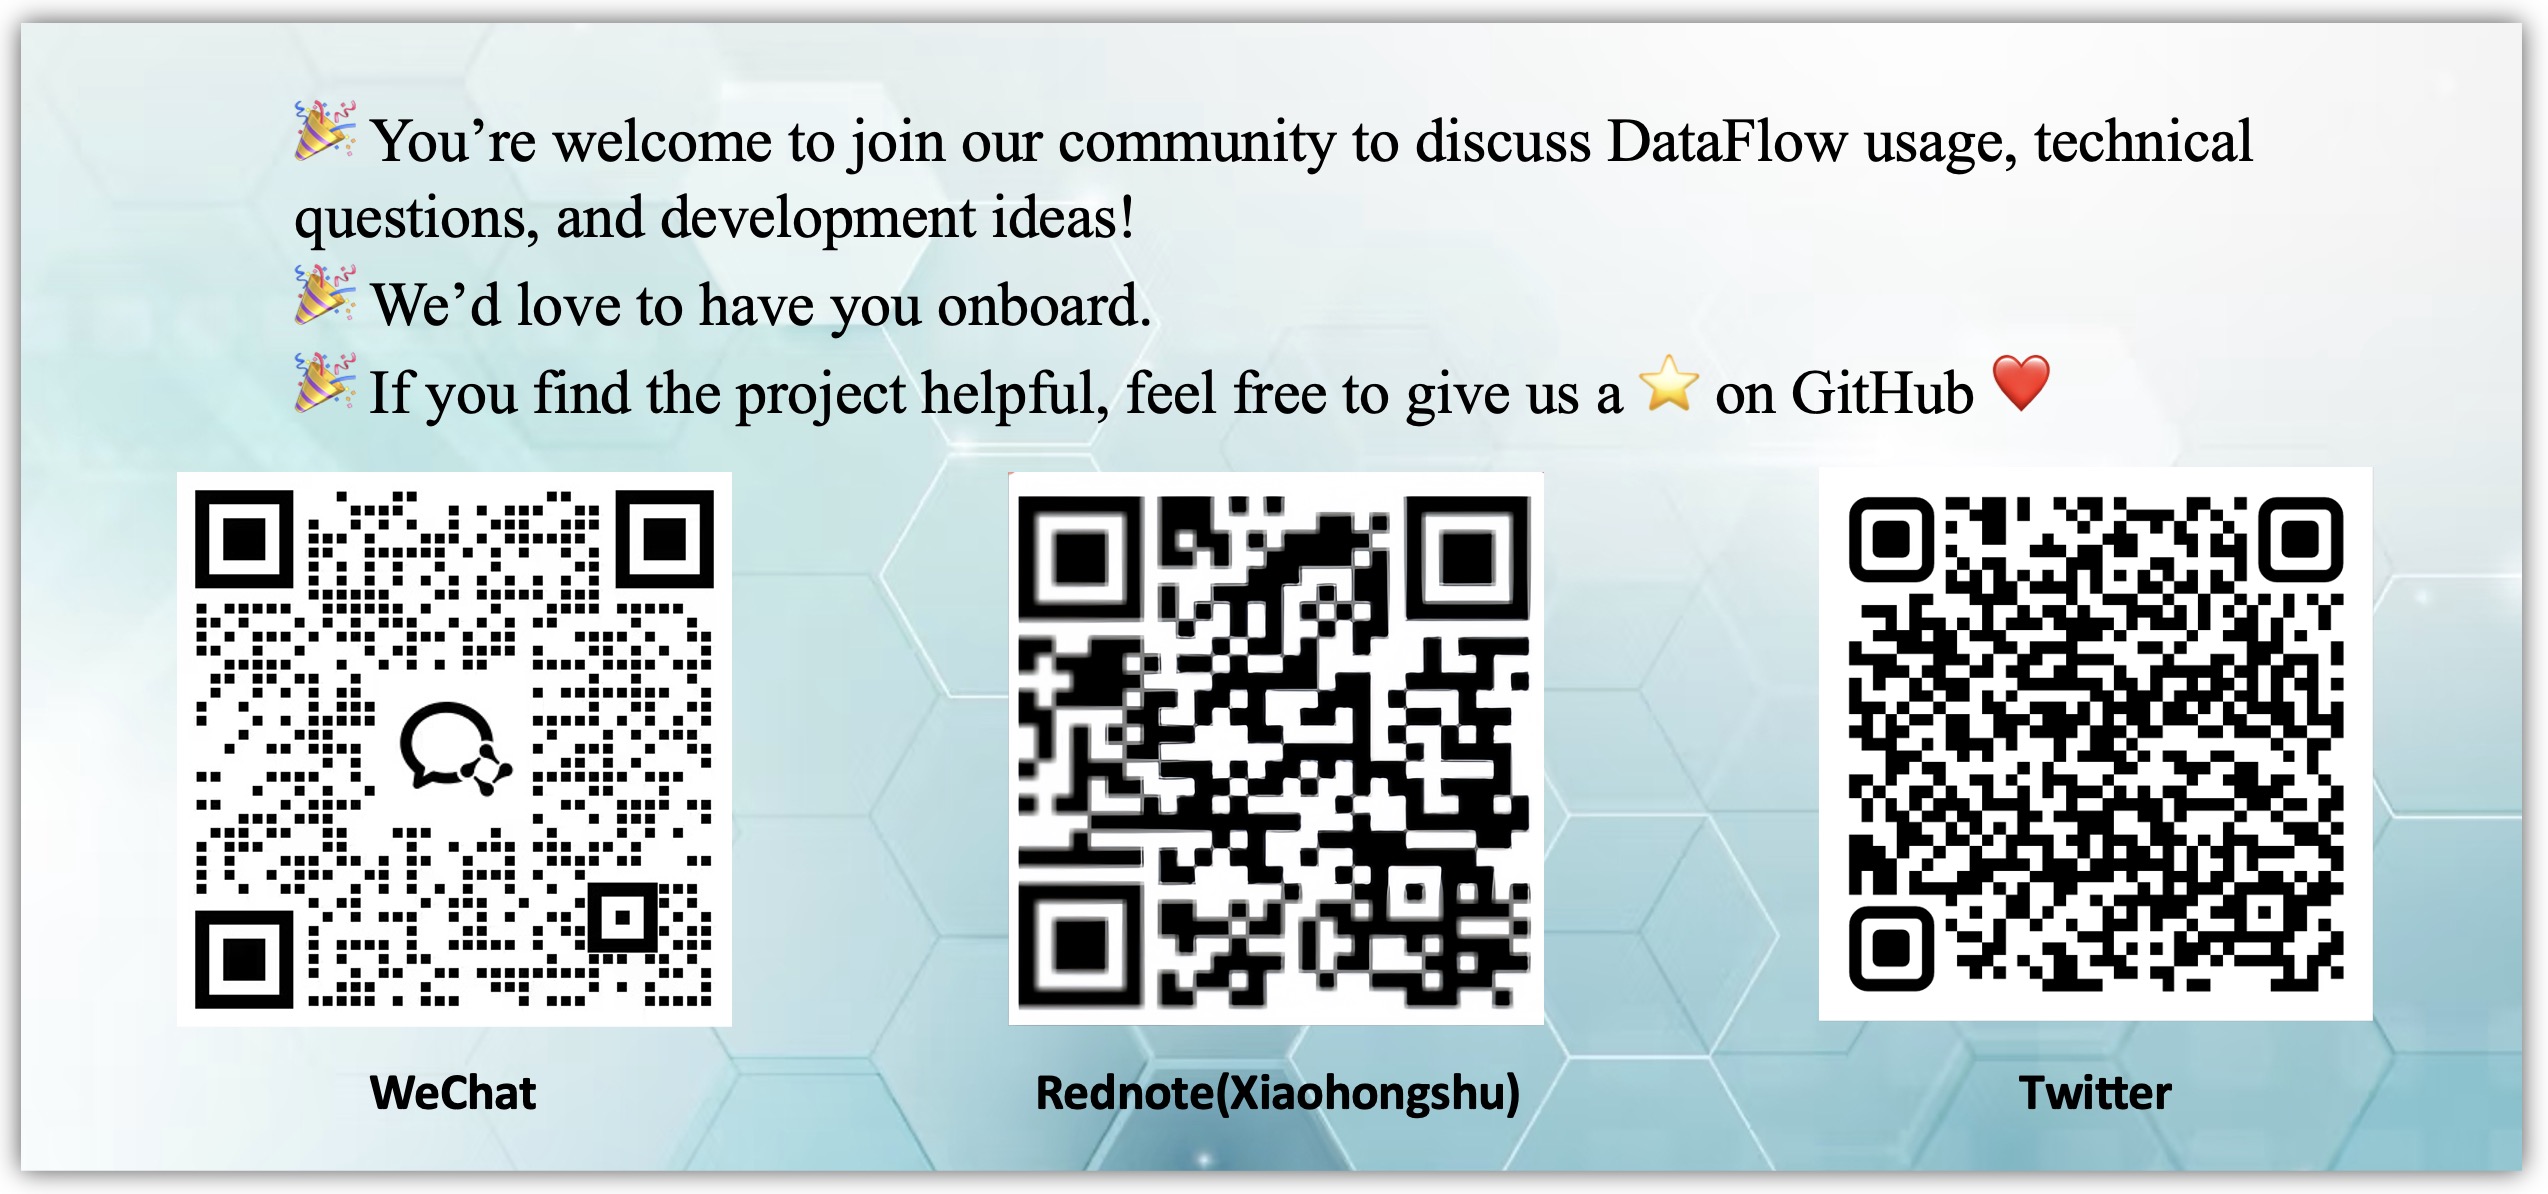 🎉 You’re welcome to join our community to discuss DataFlow usage, technical
questions, and development ideas!
🎉 We’d love to have you onboard.
🎉 If you find the project helpful, feel free to give us a ⭐ on GitHub ❤️
WeChat
Rednote(Xiaohongshu)
Twitter